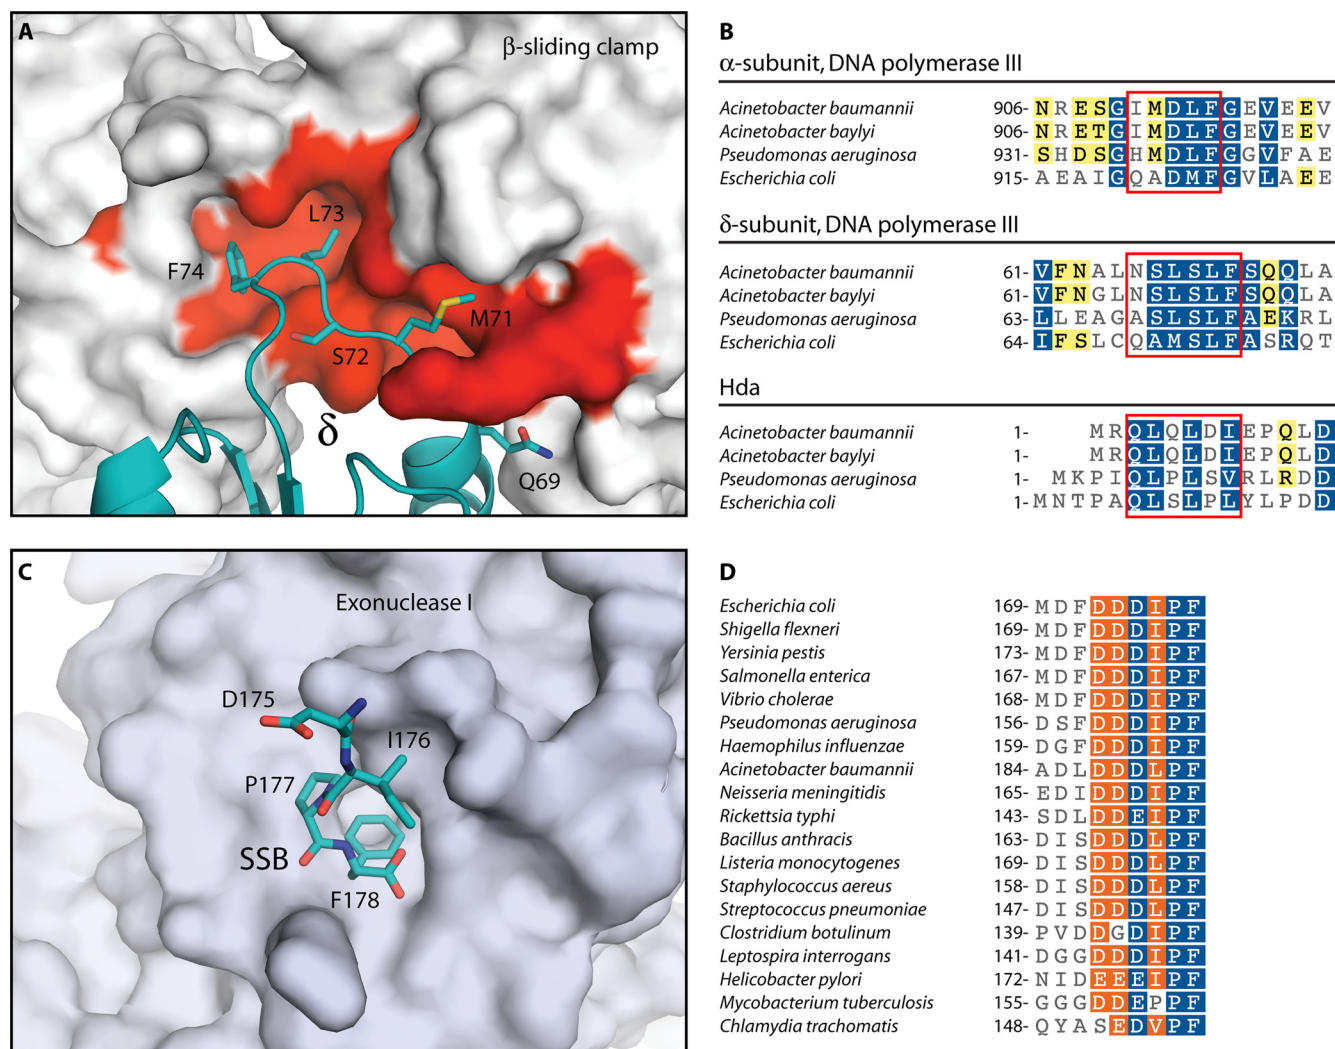 A
β-sliding clamp
L73
F74
M71
S72
δ
Q69
B
α-subunit, DNA polymerase III
Acinetobacter baumannii 906- N R E S G I M D L F G E V E E V
Acinetobacter baylyi 906- N R E T G I M D L F G E V E E V
Pseudomonas aeruginosa 931- S H D S G H M D L F G G V F A E
Escherichia coli 915- A E A I G Q A D M F G V L A E E
δ-subunit, DNA polymerase III
Acinetobacter baumannii 61- V F N A L N S L S L F S Q Q L A
Acinetobacter baylyi 61- V F N G L N S L S L F S Q Q L A
Pseudomonas aeruginosa 63- L L E A G A S L S L F A E K R L
Escherichia coli 64- I F S L C Q A M S L F A S R Q T
Hda
Acinetobacter baumannii 1- M R Q L Q L D I E P Q L D
Acinetobacter baylyi 1- M R Q L Q L D I E P Q L D
Pseudomonas aeruginosa 1- M K P I Q L P L S V R L R D D
Escherichia coli 1- M N T P A Q L S L P L Y L P D D
C
Exonuclease I
D175
I176
P177
SSB
F178
D
Escherichia coli 169- M D F D D D I P F
Shigella flexneri 169- M D F D D D I P F
Yersinia pestis 173- M D F D D D I P F
Salmonella enterica 167- M D F D D D I P F
Vibrio cholerae 168- M D F D D D I P F
Pseudomonas aeruginosa 156- D S F D D D I P F
Haemophilus influenzae 159- D G F D D D I P F
Acinetobacter baumannii 184- A D L D D D L P F
Neisseria meningitidis 165- E D I D D D I P F
Rickettsia typhi 143- S D L D D E I P F
Bacillus anthracis 163- D I S D D D L P F
Listeria monocytogenes 169- D I S D D D L P F
Staphylococcus aereus 158- D I S D D D L P F
Streptococcus pneumoniae 147- D I S D D D L P F
Clostridium botulinum 139- P V D D G D I P F
Leptospira interrogans 141- D G G D D D I P F
Helicobacter pylori 172- N I D E E E I P F
Mycobacterium tuberculosis 155- G G G D D E P P F
Chlamydia trachomatis 148- Q Y A S E D V P F